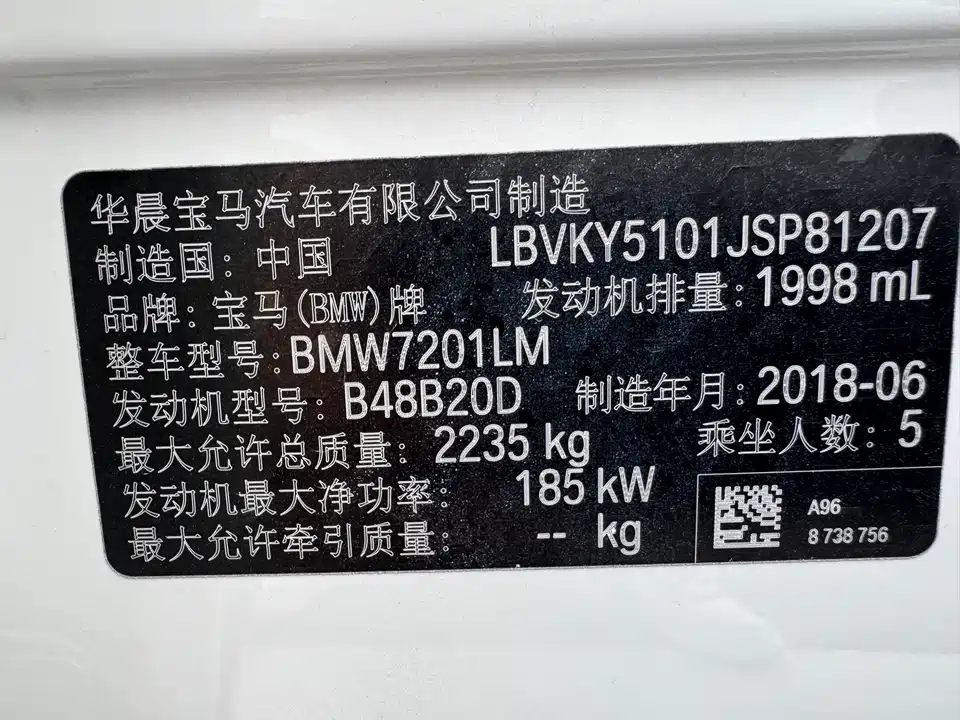 华晨宝马汽车有限公司制造
制造国：中国 LBVKY5101JSP81207
品牌：宝马(BMW)牌 发动机排量：1998 mL
整车型号：BMW7201LM
发动机型号：B48B20D 制造年月：2018-06
最大允许总质量：2235 kg 乘坐人数：5
发动机最大净功率：185 kW
最大允许牵引质量：-- kg
A96
8 738 756